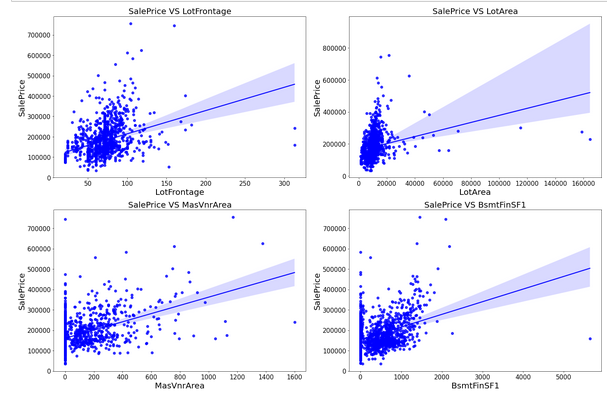 SalePrice VS LotFrontage
SalePrice
700000
600000
500000
400000
300000
200000
100000
0
50 100 150 200 250 300
LotFrontage
SalePrice VS LotArea
SalePrice
800000
600000
400000
200000
0
0 20000 40000 60000 80000 100000 120000 140000 160000
LotArea
SalePrice VS MasVnrArea
SalePrice
700000
600000
500000
400000
300000
200000
100000
0
0 200 400 600 800 1000 1200 1400 1600
MasVnrArea
SalePrice VS BsmtFinSF1
SalePrice
700000
600000
500000
400000
300000
200000
100000
0
0 1000 2000 3000 4000 5000
BsmtFinSF1